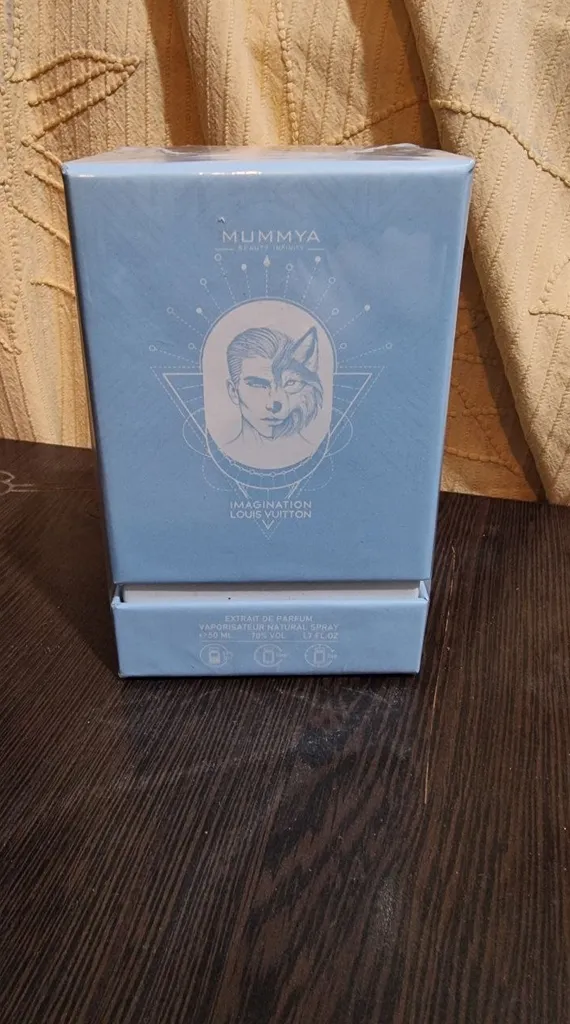 MUMMYA
BEAUTY INFINITY
IMAGINATION
LOUIS VUITTON
EXTRAIT DE PARFUM
VAPORISATEUR NATURAL SPRAY
50 ML 70% VOL 1.7 FL.OZ